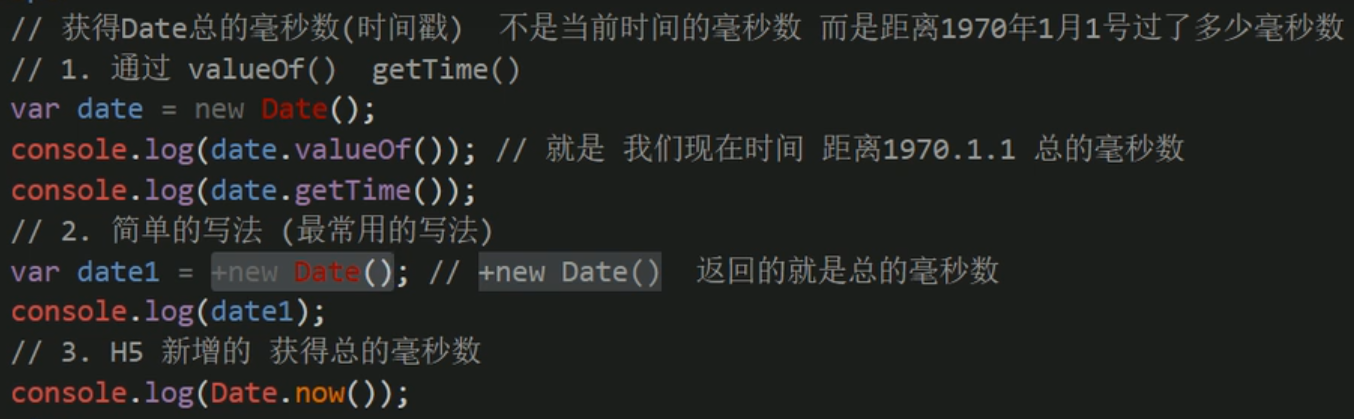 // 获得Date总的毫秒数(时间戳)  不是当前时间的毫秒数 而是距离1970年1月1号过了多少毫秒数
// 1. 通过 valueOf()  getTime()
var date = new Date();
console.log(date.valueOf()); // 就是 我们现在时间 距离1970.1.1 总的毫秒数
console.log(date.getTime());
// 2. 简单的写法 (最常用的写法)
var date1 = +new Date(); // +new Date()  返回的就是总的毫秒数
console.log(date1);
// 3. H5 新增的 获得总的毫秒数
console.log(Date.now());